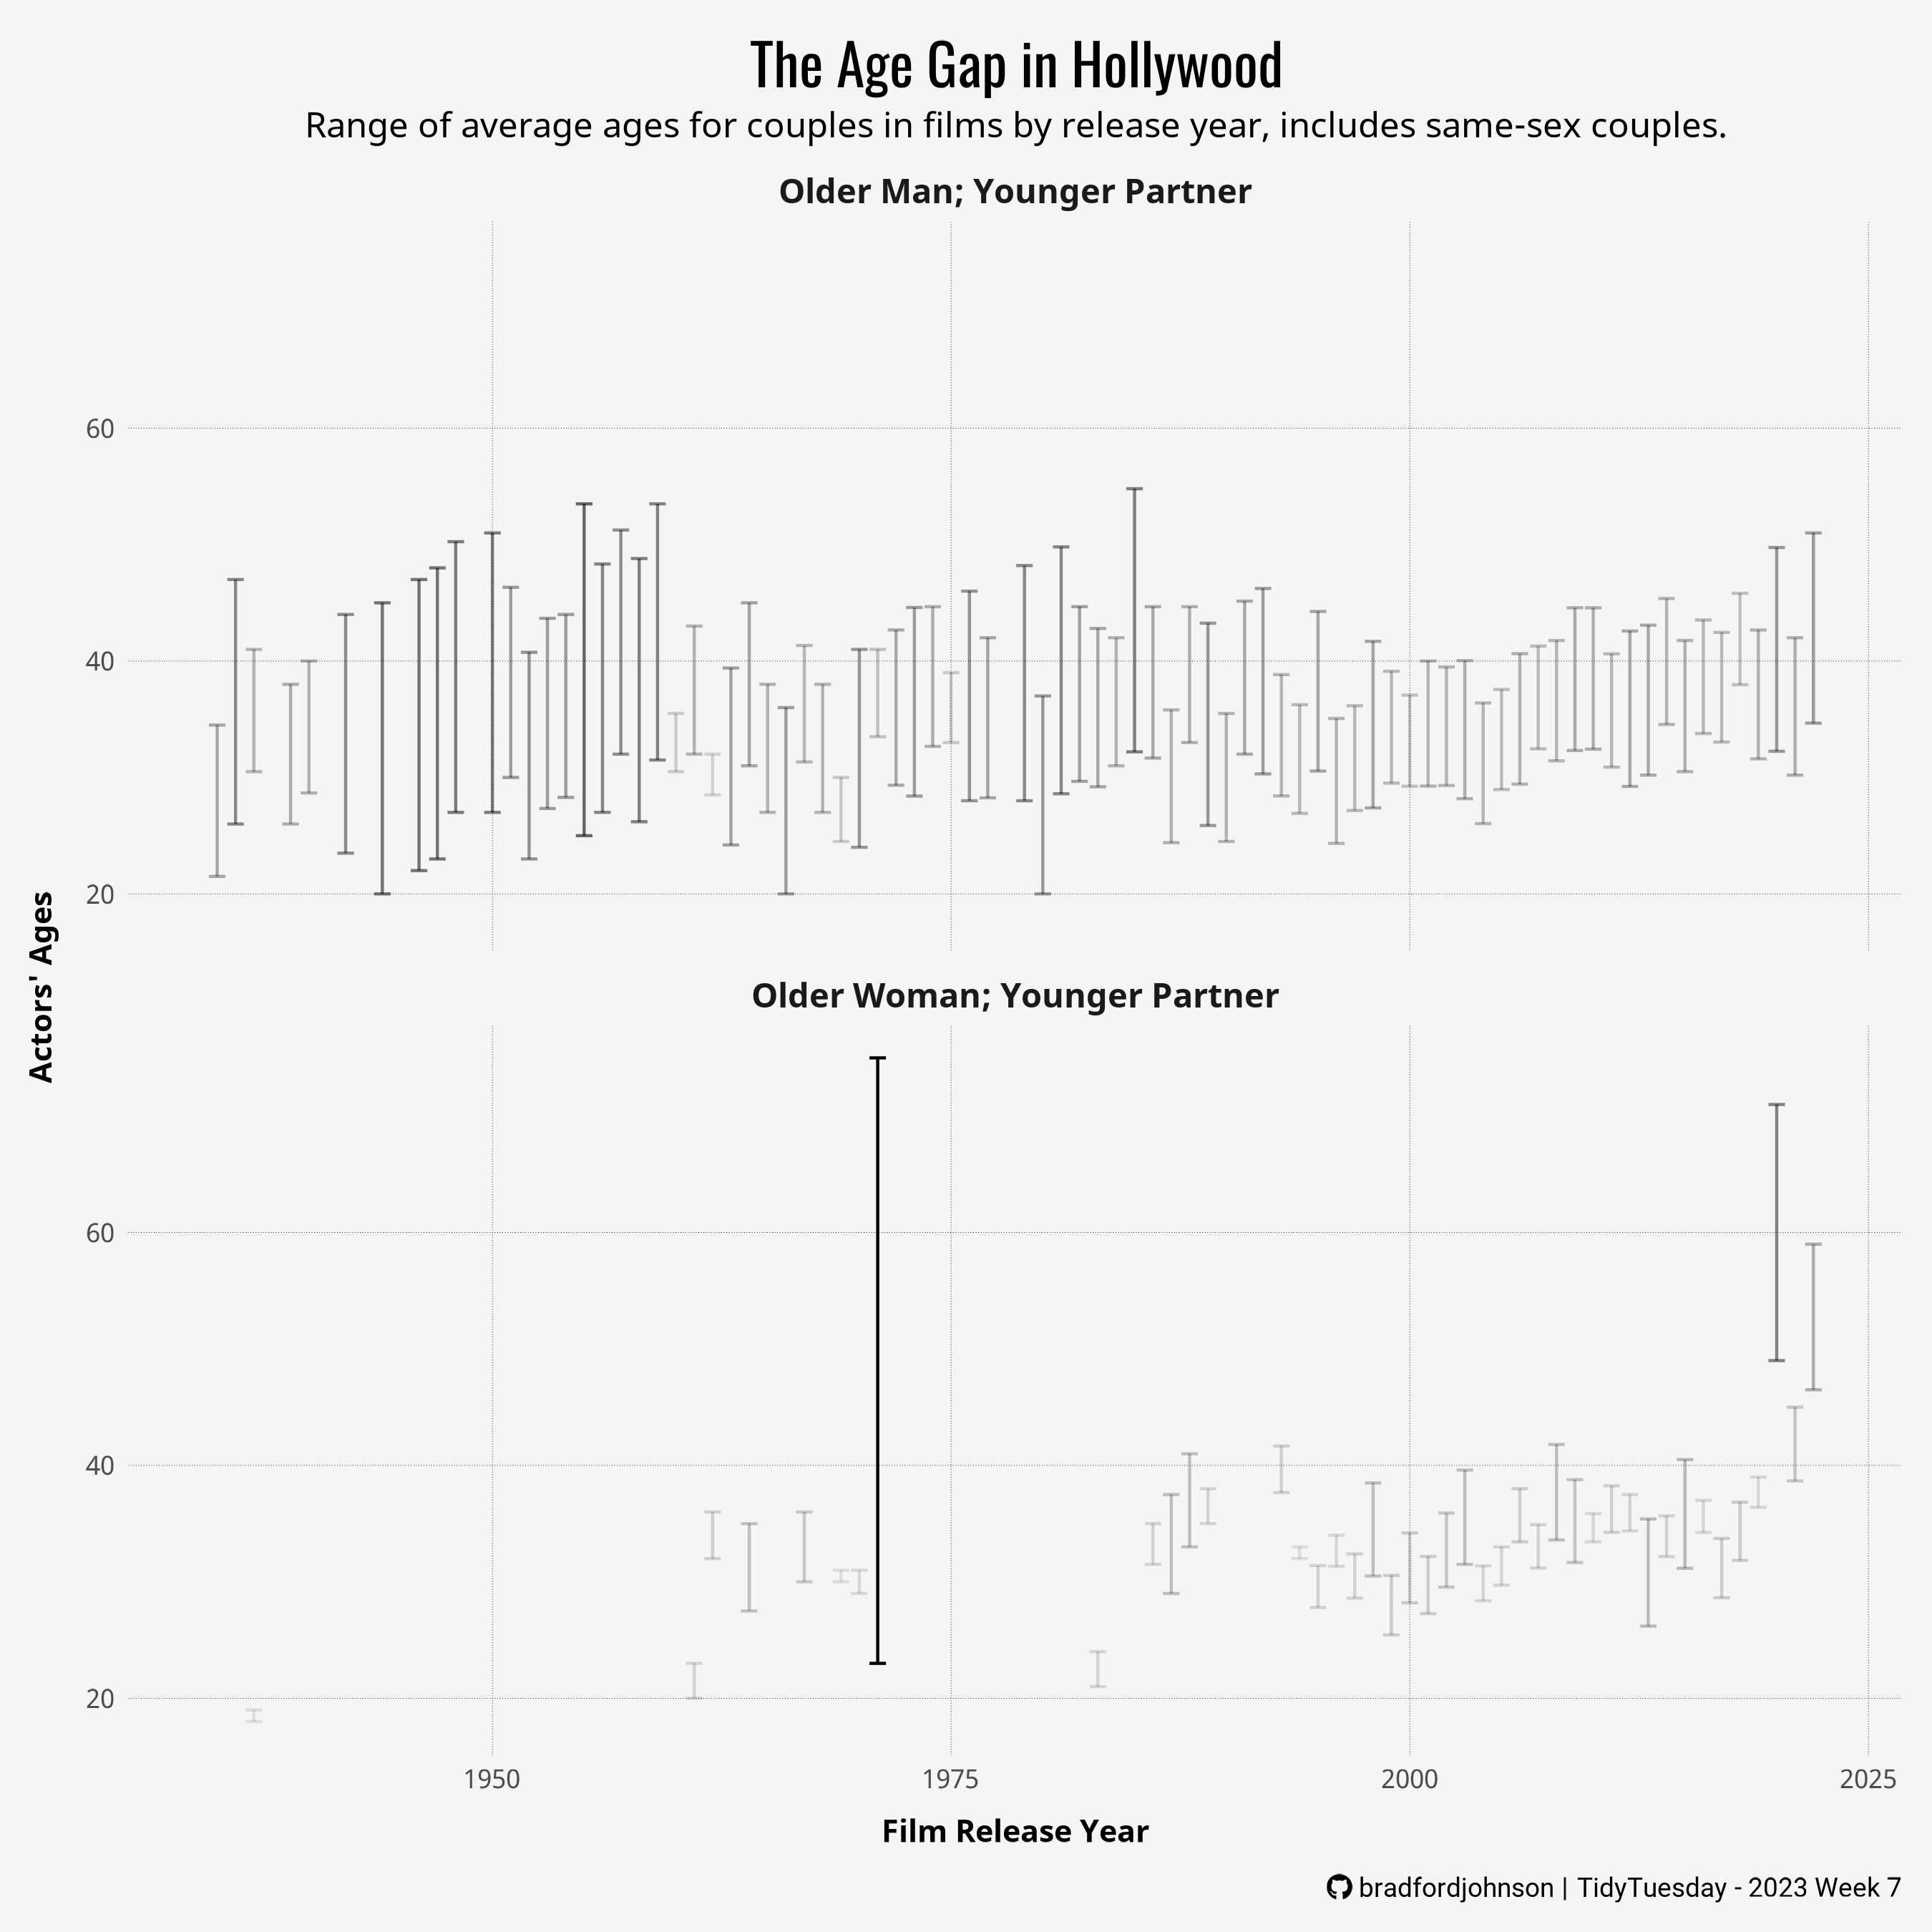 The Age Gap in Hollywood
Range of average ages for couples in films by release year, includes same-sex couples.
Older Man; Younger Partner
60
40
20
Actors' Ages
Older Woman; Younger Partner
60
40
20
1950 1975 2000 2025
Film Release Year
bradfordjohnson | TidyTuesday - 2023 Week 7